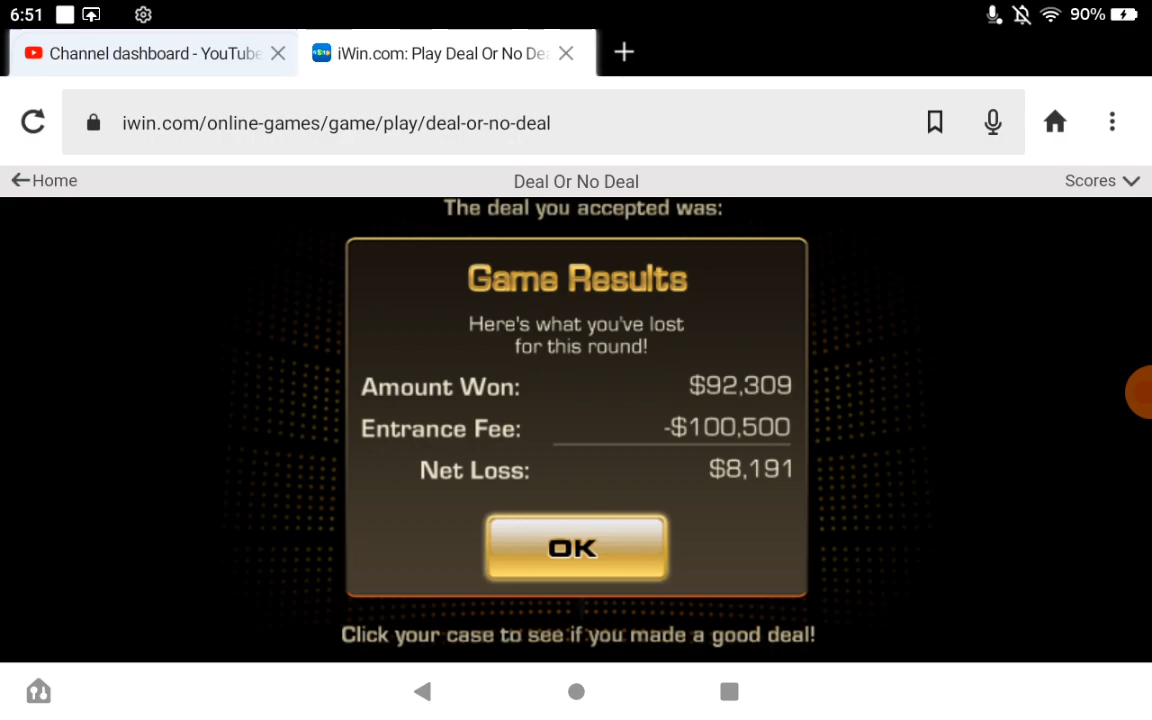 6:51
90%
Channel dashboard - YouTube
iWin.com: Play Deal Or No De
iwin.com/online-games/game/play/deal-or-no-deal
Home
Deal Or No Deal
Scores
The deal you accepted was:
Game Results
Here's what you've lost
for this round!
Amount Won: $92,309
Entrance Fee: -$100,500
Net Loss: $8,191
OK
Click your case to see if you made a good deal!